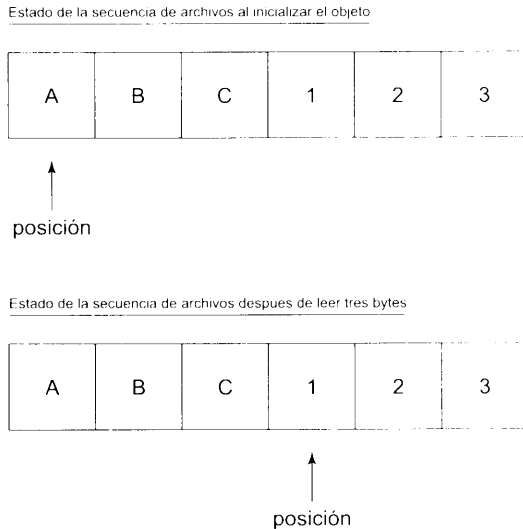 Estado de la secuencia de archivos al inicializar el objeto
A B C 1 2 3
posición
Estado de la secuencia de archivos despues de leer tres bytes
A B C 1 2 3
posición